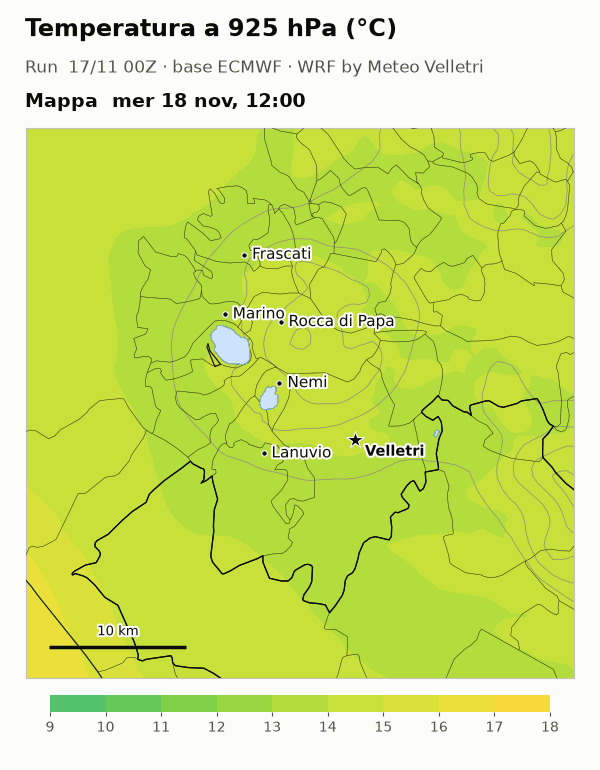 Temperatura a 925 hPa (°C)
Run 17/11 00Z · base ECMWF · WRF by Meteo Velletri
Mappa mer 18 nov, 12:00
Frascati
Marino
Rocca di Papa
Nemi
Velletri
Lanuvio
10 km
9 10 11 12 13 14 15 16 17 18